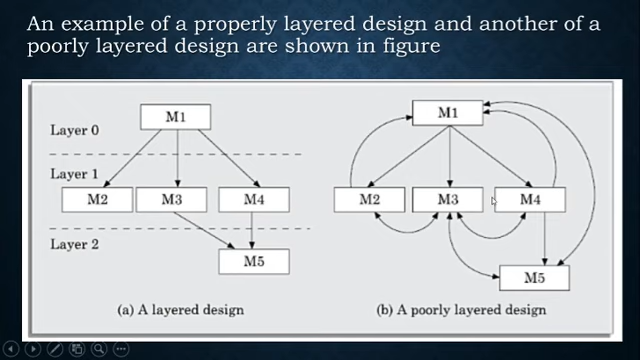 An example of a properly layered design and another of a
poorly layered design are shown in figure
M1
Layer 0
Layer 1
M2 M3 M4
Layer 2
M5
(a) A layered design
M1
M2 M3 M4
M5
(b) A poorly layered design